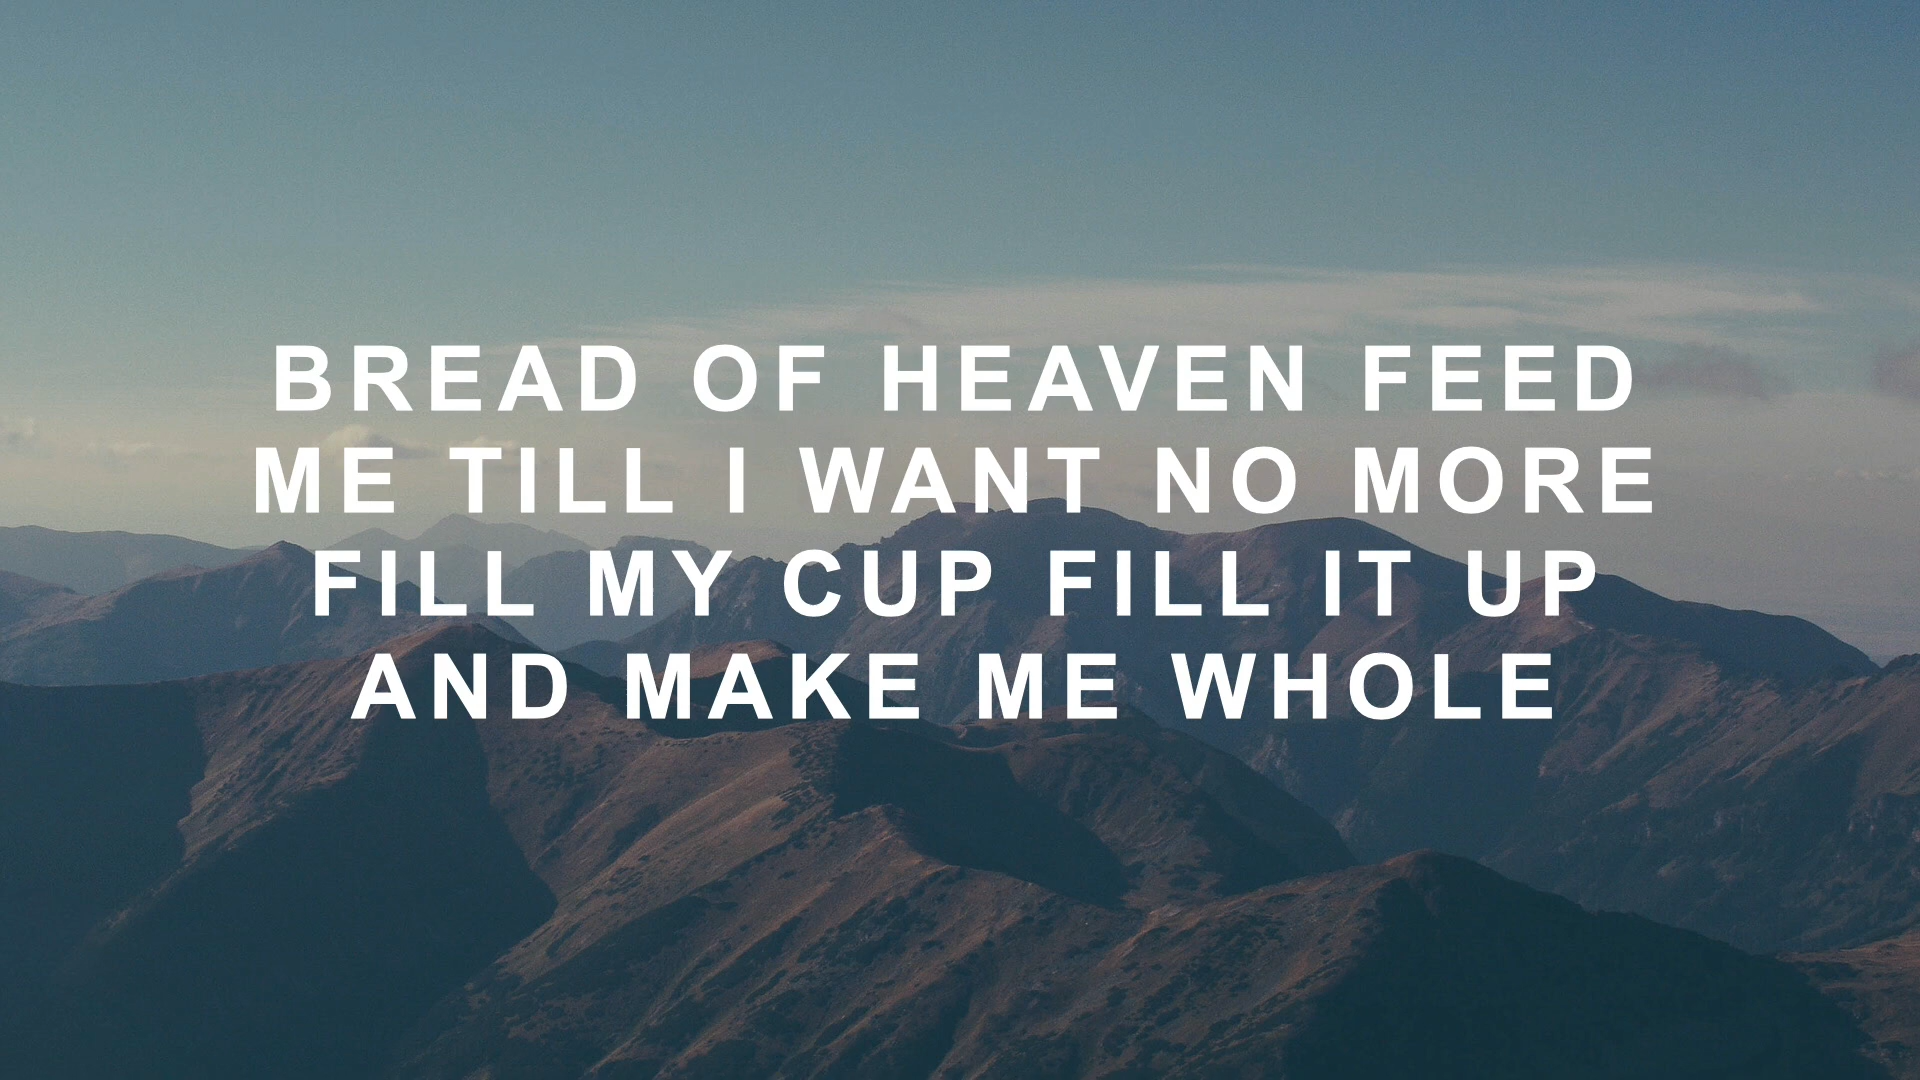 BREAD OF HEAVEN FEED
ME TILL I WANT NO MORE
FILL MY CUP FILL IT UP
AND MAKE ME WHOLE